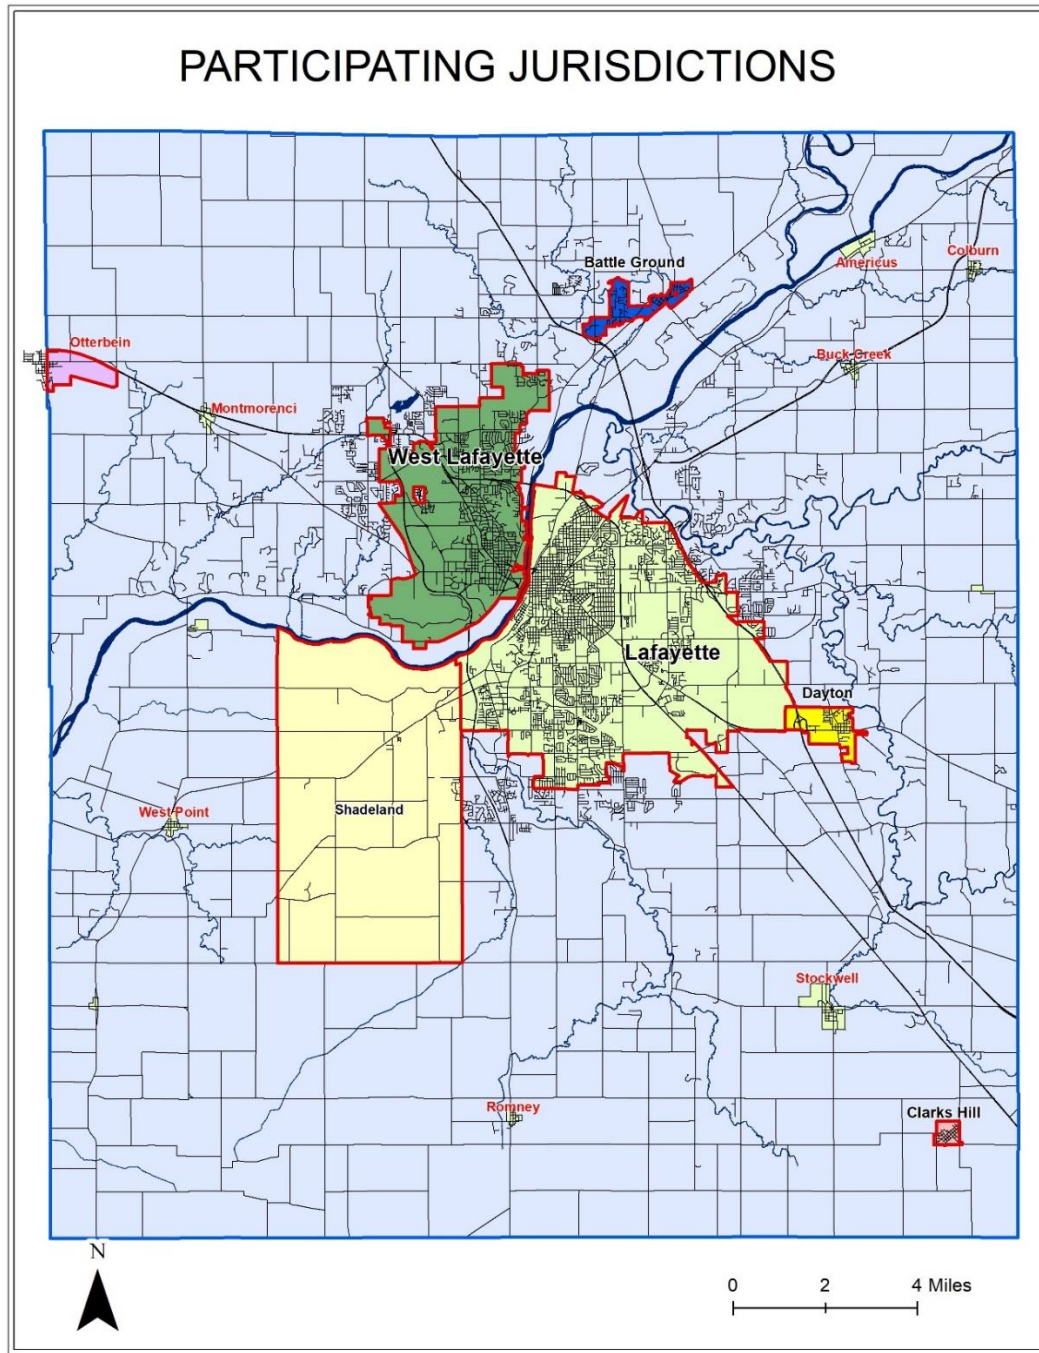 PARTICIPATING JURISDICTIONS
Battle Ground
Americus
Colburn
Otterbein
Buck Creek
Montmorenci
West Lafayette
Lafayette
Dayton
Shadeland
West Point
Stockwell
Romney
Clarks Hill
N
0 2 4 Miles